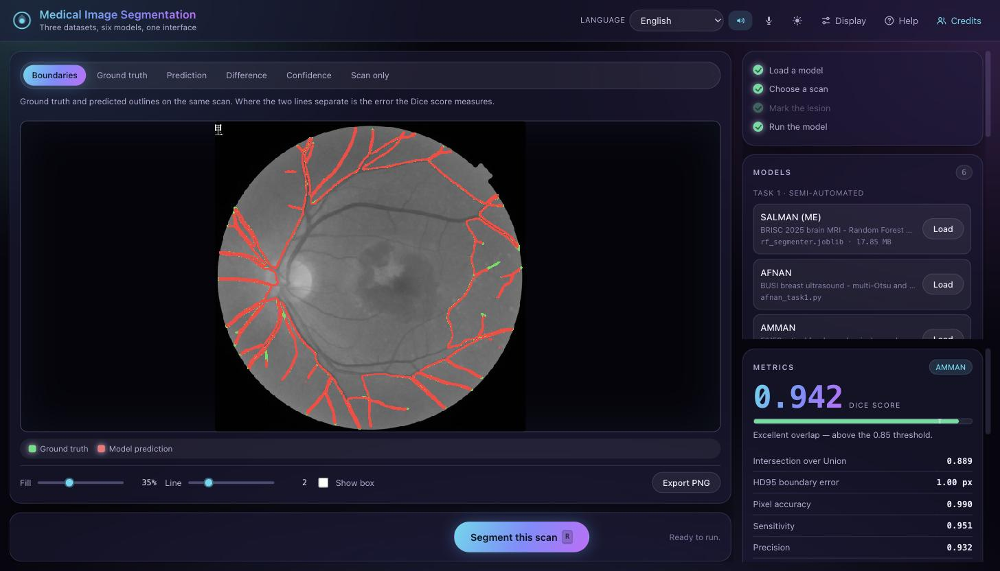 Medical Image Segmentation
Three datasets, six models, one interface
LANGUAGE English Display Help Credits
Boundaries Ground truth Prediction Difference Confidence Scan only
Ground truth and predicted outlines on the same scan. Where the two lines separate is the error the Dice score measures.
Ground truth Model prediction
Fill 35% Line 2 Show box Export PNG
Segment this scan R Ready to run.
Load a model
Choose a scan
Mark the lesion
Run the model
MODELS 6
TASK 1 · SEMI-AUTOMATED
SALMAN (ME)
BRISC 2025 brain MRI - Random Forest ...
rf_segmenter.joblib · 17.85 MB
Load
AFNAN
BUSI breast ultrasound - multi-Otsu and ...
afnan_task1.py
Load
AMMAN
METRICS AMMAN
0.942 DICE SCORE
Excellent overlap — above the 0.85 threshold.
Intersection over Union 0.889
HD95 boundary error 1.00 px
Pixel accuracy 0.990
Sensitivity 0.951
Precision 0.932